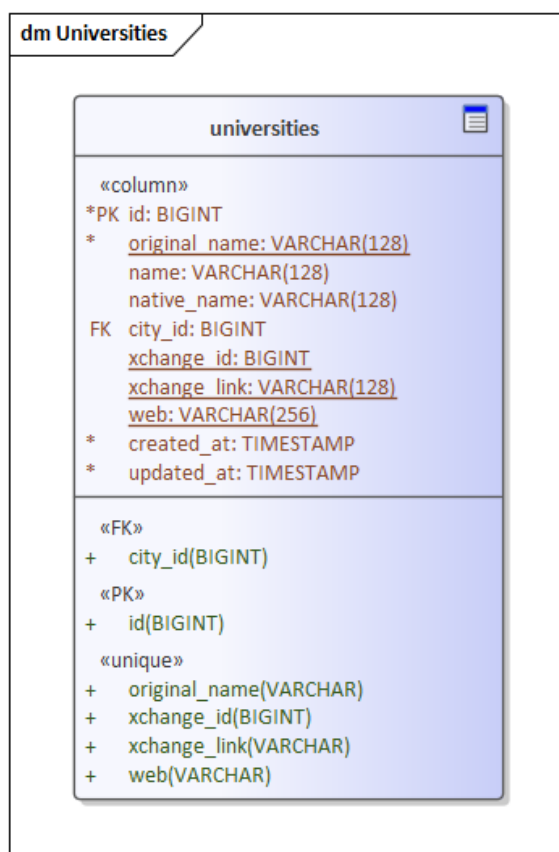 dm Universities
universities
«column»
*PK id: BIGINT
* original_name: VARCHAR(128)
name: VARCHAR(128)
native_name: VARCHAR(128)
FK city_id: BIGINT
xchange_id: BIGINT
xchange_link: VARCHAR(128)
web: VARCHAR(256)
* created_at: TIMESTAMP
* updated_at: TIMESTAMP
«FK»
+ city_id(BIGINT)
«PK»
+ id(BIGINT)
«unique»
+ original_name(VARCHAR)
+ xchange_id(BIGINT)
+ xchange_link(VARCHAR)
+ web(VARCHAR)